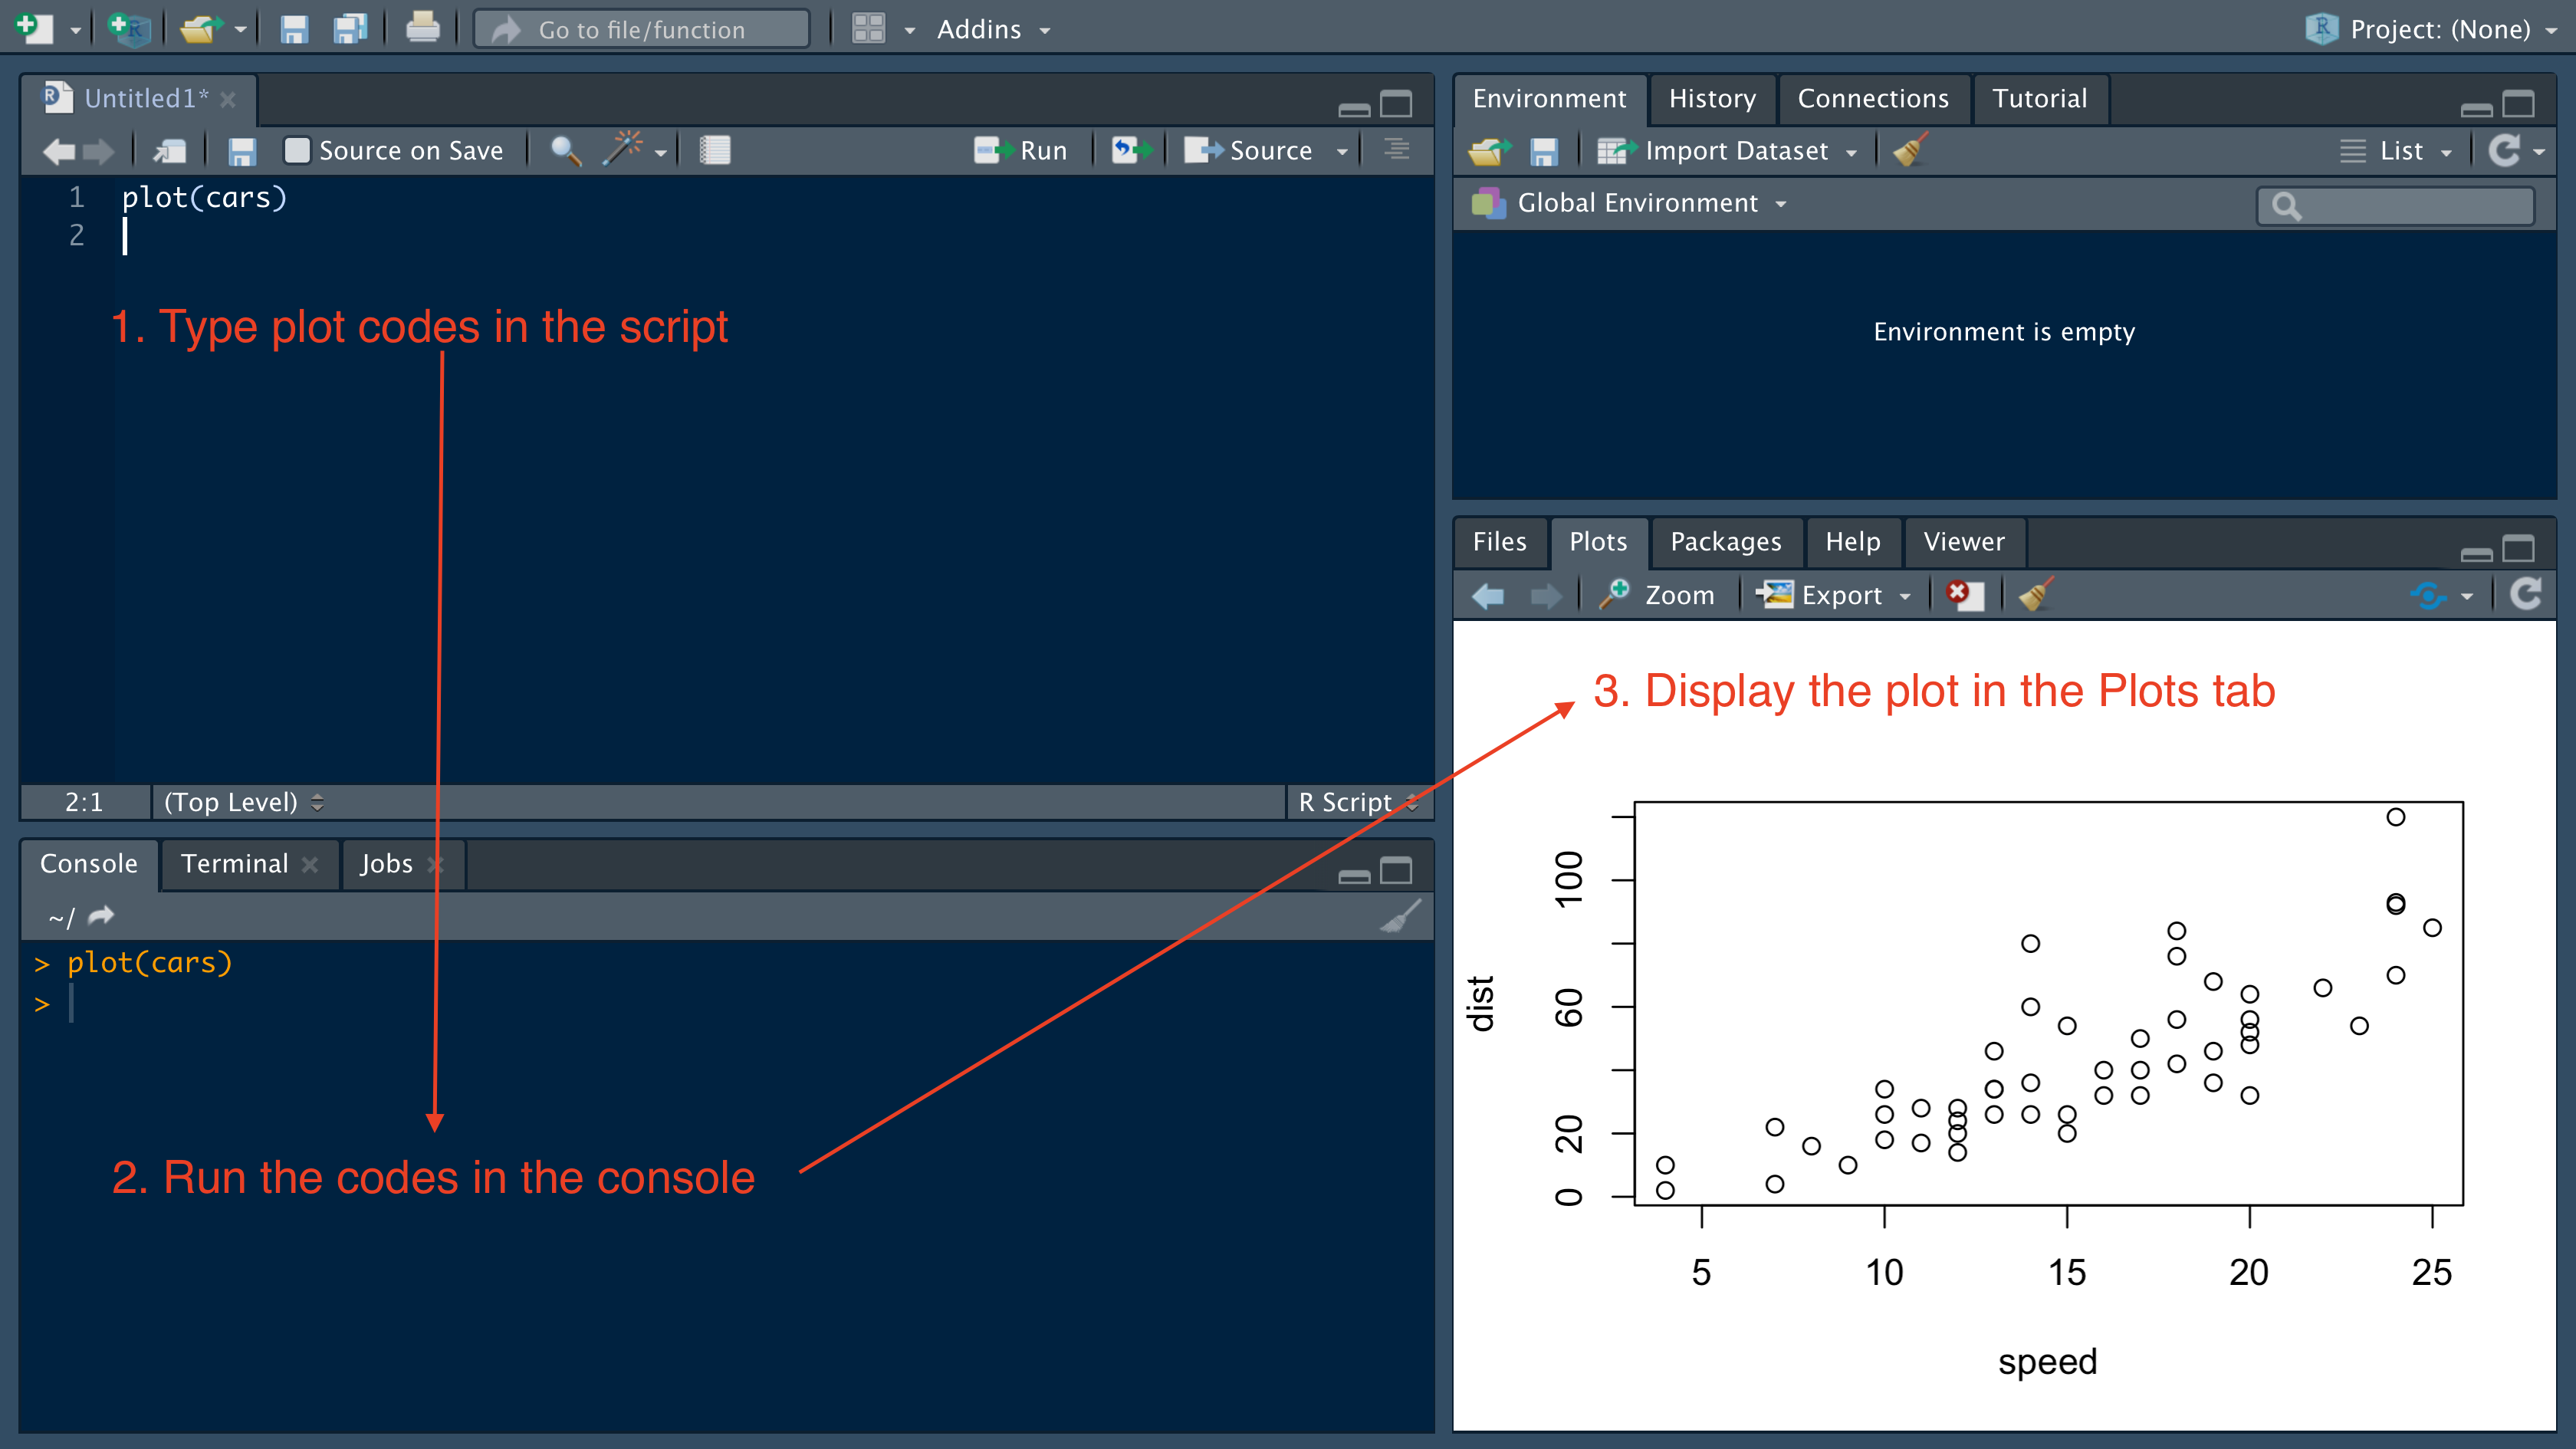 Go to file/function
Addins
Project: (None)
Untitled1*
Source on Save
Run
Source
1 plot(cars)
2
1. Type plot codes in the script
2:1 (Top Level) R Script
Console Terminal Jobs
~/
> plot(cars)
>
2. Run the codes in the console
Environment History Connections Tutorial
Import Dataset List
Global Environment
Environment is empty
Files Plots Packages Help Viewer
Zoom Export
3. Display the plot in the Plots tab
dist
100
60
20
0
5 10 15 20 25
speed